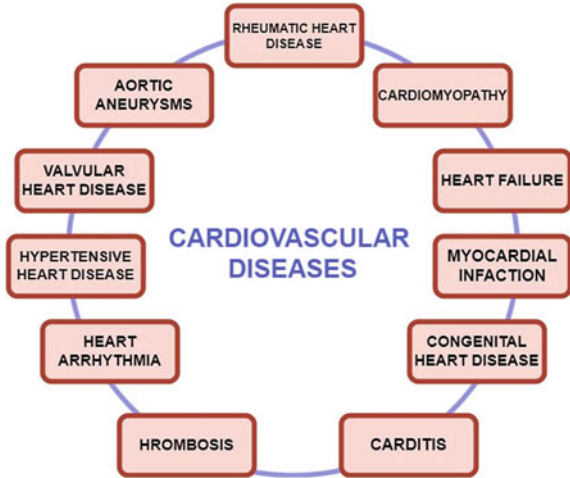 RHEUMATIC HEART
DISEASE
CARDIOMYOPATHY
HEART FAILURE
MYOCARDIAL
INFACTION
CONGENITAL
HEART DISEASE
CARDITIS
HROMBOSIS
HEART
ARRHYTHMIA
HYPERTENSIVE
HEART DISEASE
VALVULAR
HEART DISEASE
AORTIC
ANEURYSMS
CARDIOVASCULAR
DISEASES